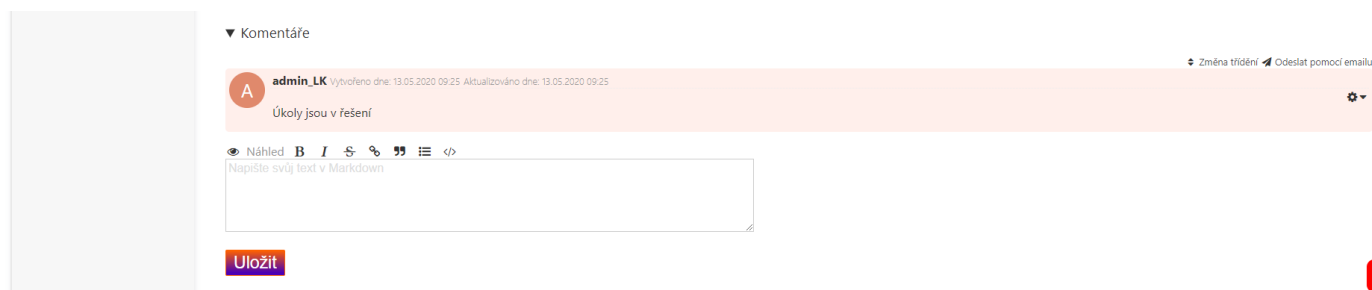 ▼ Komentáře
Změna třídění Odeslat pomocí emailu
A admin_LK Vytvořeno dne: 13.05.2020 09:25 Aktualizováno dne: 13.05.2020 09:25
Úkoly jsou v řešení
Náhled B I S
Napište svůj text v Markdown
Uložit